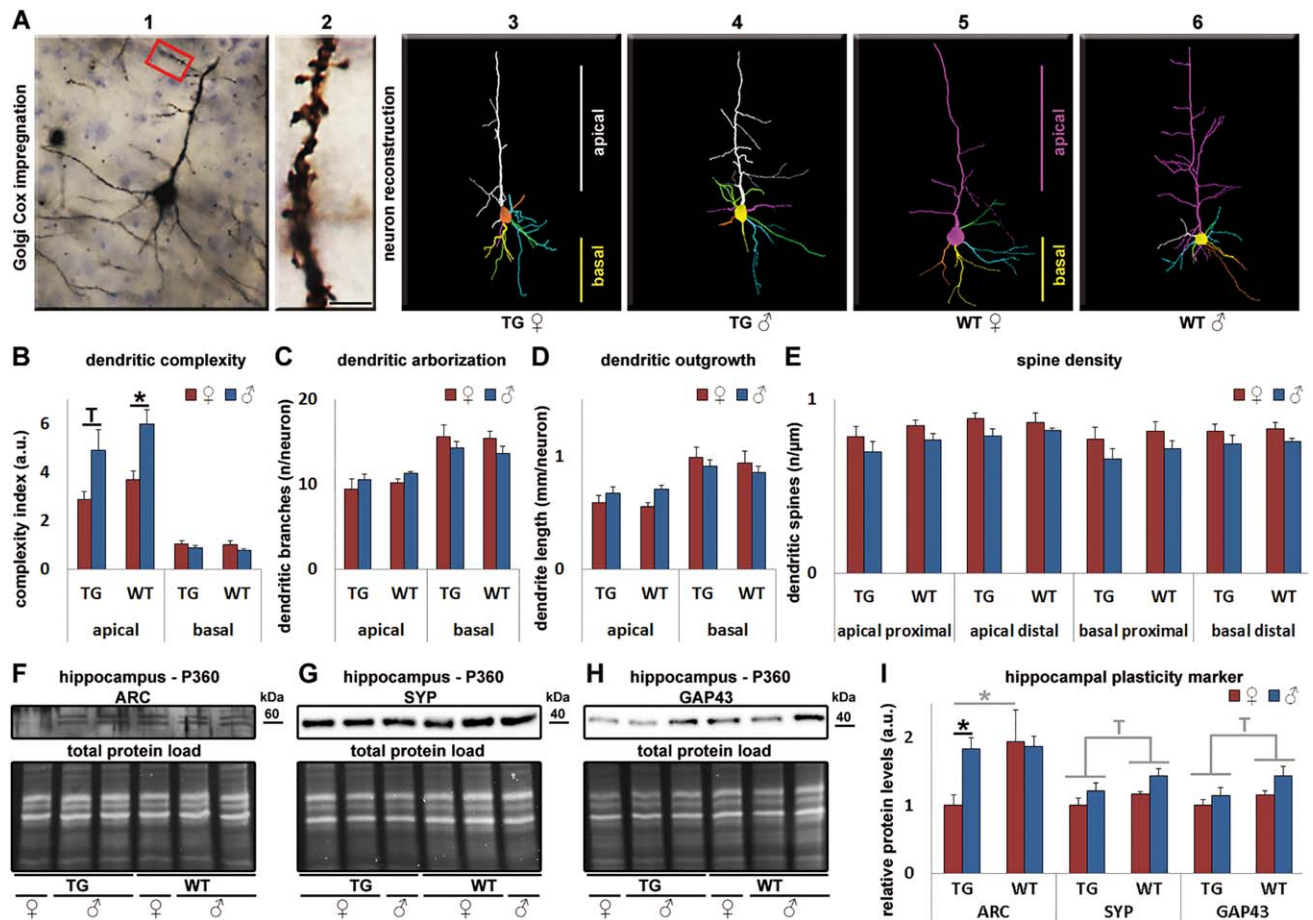 A
1 2 3 4 5 6
Golgi Cox impregnation
neuron reconstruction
apical
basal
apical
basal
TG ♀ TG ♂ WT ♀ WT ♂
B dendritic complexity
♀ ♂
complexity index (a.u.)
6
4
2
0
TG WT TG WT
apical basal
T *
C dendritic arborization
♀ ♂
dendritic branches (n/neuron)
20
10
0
TG WT TG WT
apical basal
D dendritic outgrowth
♀ ♂
dendrite length (mm/neuron)
1
0
TG WT TG WT
apical basal
E spine density
♀ ♂
dendritic spines (n/µm)
1
0
TG WT TG WT TG WT TG WT
apical proximal apical distal basal proximal basal distal
F hippocampus - P360
ARC
kDa
60
total protein load
TG WT
♀ ♂ ♀ ♂
G hippocampus - P360
SYP
kDa
40
total protein load
TG WT
♀ ♂ ♀ ♂
H hippocampus - P360
GAP43
kDa
40
total protein load
TG WT
♀ ♂ ♀ ♂
I hippocampal plasticity marker
♀ ♂
relative protein levels (a.u.)
2
1
0
* * T T
TG WT TG WT TG WT
ARC SYP GAP43